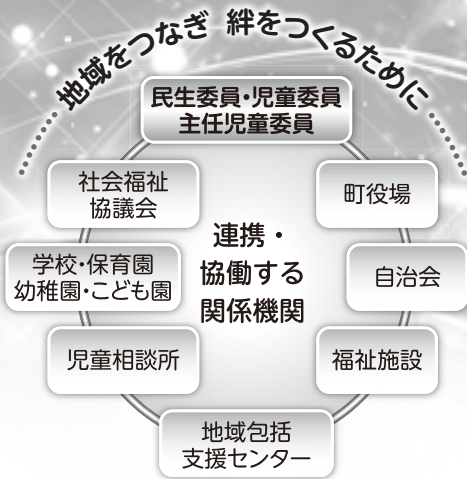 地域をつなぎ 絆をつくるために
民生委員・児童委員
主任児童委員
社会福祉
協議会
町役場
連携・
協働する
関係機関
学校・保育園
幼稚園・こども園
自治会
児童相談所
福祉施設
地域包括
支援センター